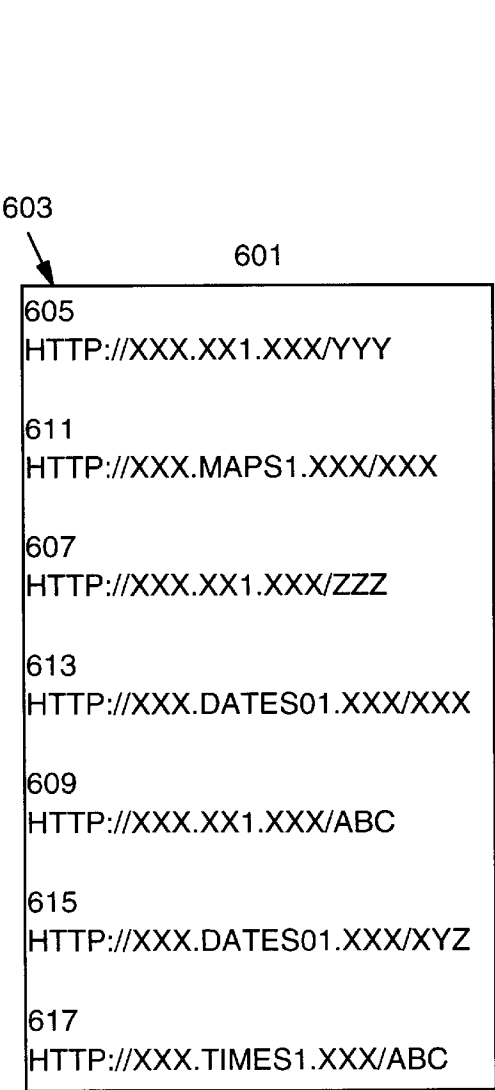 603
601
605
HTTP://XXX.XX1.XXX/YYY
611
HTTP://XXX.MAPS1.XXX/XXX
607
HTTP://XXX.XX1.XXX/ZZZ
613
HTTP://XXX.DATES01.XXX/XXX
609
HTTP://XXX.XX1.XXX/ABC
615
HTTP://XXX.DATES01.XXX/XYZ
617
HTTP://XXX.TIMES1.XXX/ABC